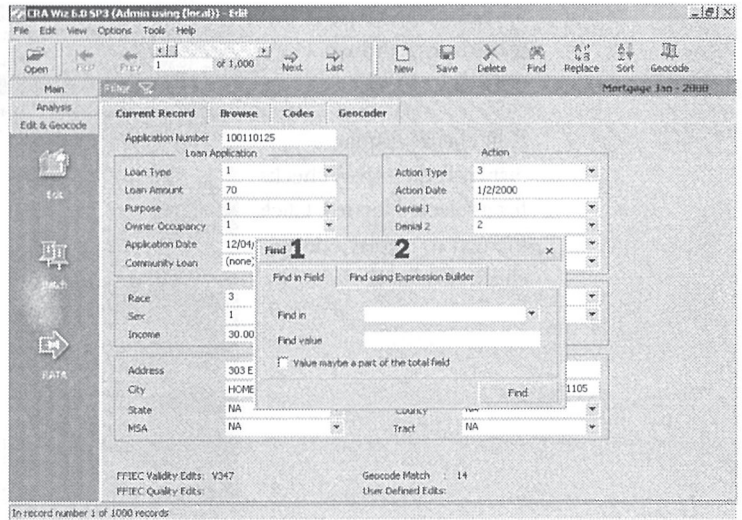 CRA Wiz 6.0 SP3 (Admin using (local)) - Edit
File Edit View Options Tools Help
1 of 1,000
Open First Prev Next Last New Save Delete Find Replace Sort Geocode
Main
Filter Mortgage Jan - 2000
Analysis
Edit & Geocode
Edit
Batch
RATA
Current Record Browse Codes Geocoder
Application Number 100110125
Loan Application Action
Loan Type 1 Action Type 3
Loan Amount 70 Action Date 1/2/2000
Purpose 1 Denial 1 1
Owner Occupancy 1 Denial 2 2
Application Date 12/04/
Community Loan (none)
Find 1 2 ×
Find in Field Find using Expression Builder
Find in
Find value
Value maybe a part of the total field
Find
Race 3
Sex 1
Income 30.00
Address 303 E
City HOME 1105
State NA County NA
MSA NA Tract NA
FFIEC Validity Edits: V347 Geocode Match : 14
FFIEC Quality Edits: User Defined Edits:
In record number 1 of 1000 records